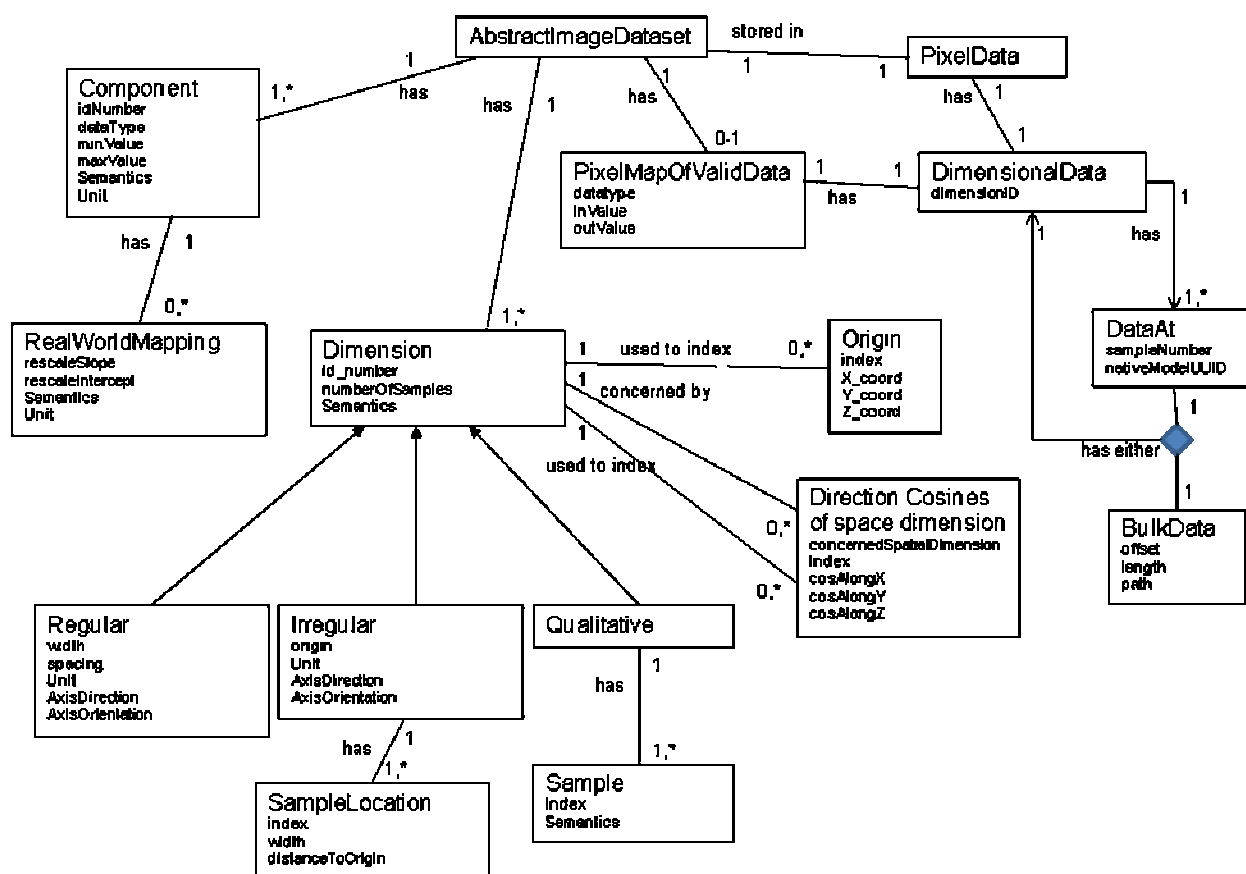 AbstractImageDataset
stored in
1
1
PixelData
1
has
1,*
Component
idNumber
dataType
minValue
maxValue
Semantics
Unit
has
1
1
has
0-1
has
1
1
PixelMapOfValidData
datatype
inValue
outValue
1
has
1
DimensionalData
dimensionID
1
has
1
1,*
DataAt
sampleNumber
nativeModelUUID
1
has either
1
BulkData
offset
length
path
has
1
0,*
RealWorldMapping
rescaleSlope
rescaleIntercept
Semantics
Unit
1,*
Dimension
id_number
numberOfSamples
Semantics
1
used to index
0,*
Origin
index
X_coord
Y_coord
Z_coord
1
concerned by
0,*
1
used to index
0,*
Direction Cosines
of space dimension
concernedSpatialDimension
index
cosAlongX
cosAlongY
cosAlongZ
Regular
width
spacing
Unit
AxisDirection
AxisOrientation
Irregular
origin
Unit
AxisDirection
AxisOrientation
Qualitative
has
1
1,*
SampleLocation
index
width
distanceToOrigin
1
has
1,*
Sample
index
Semantics